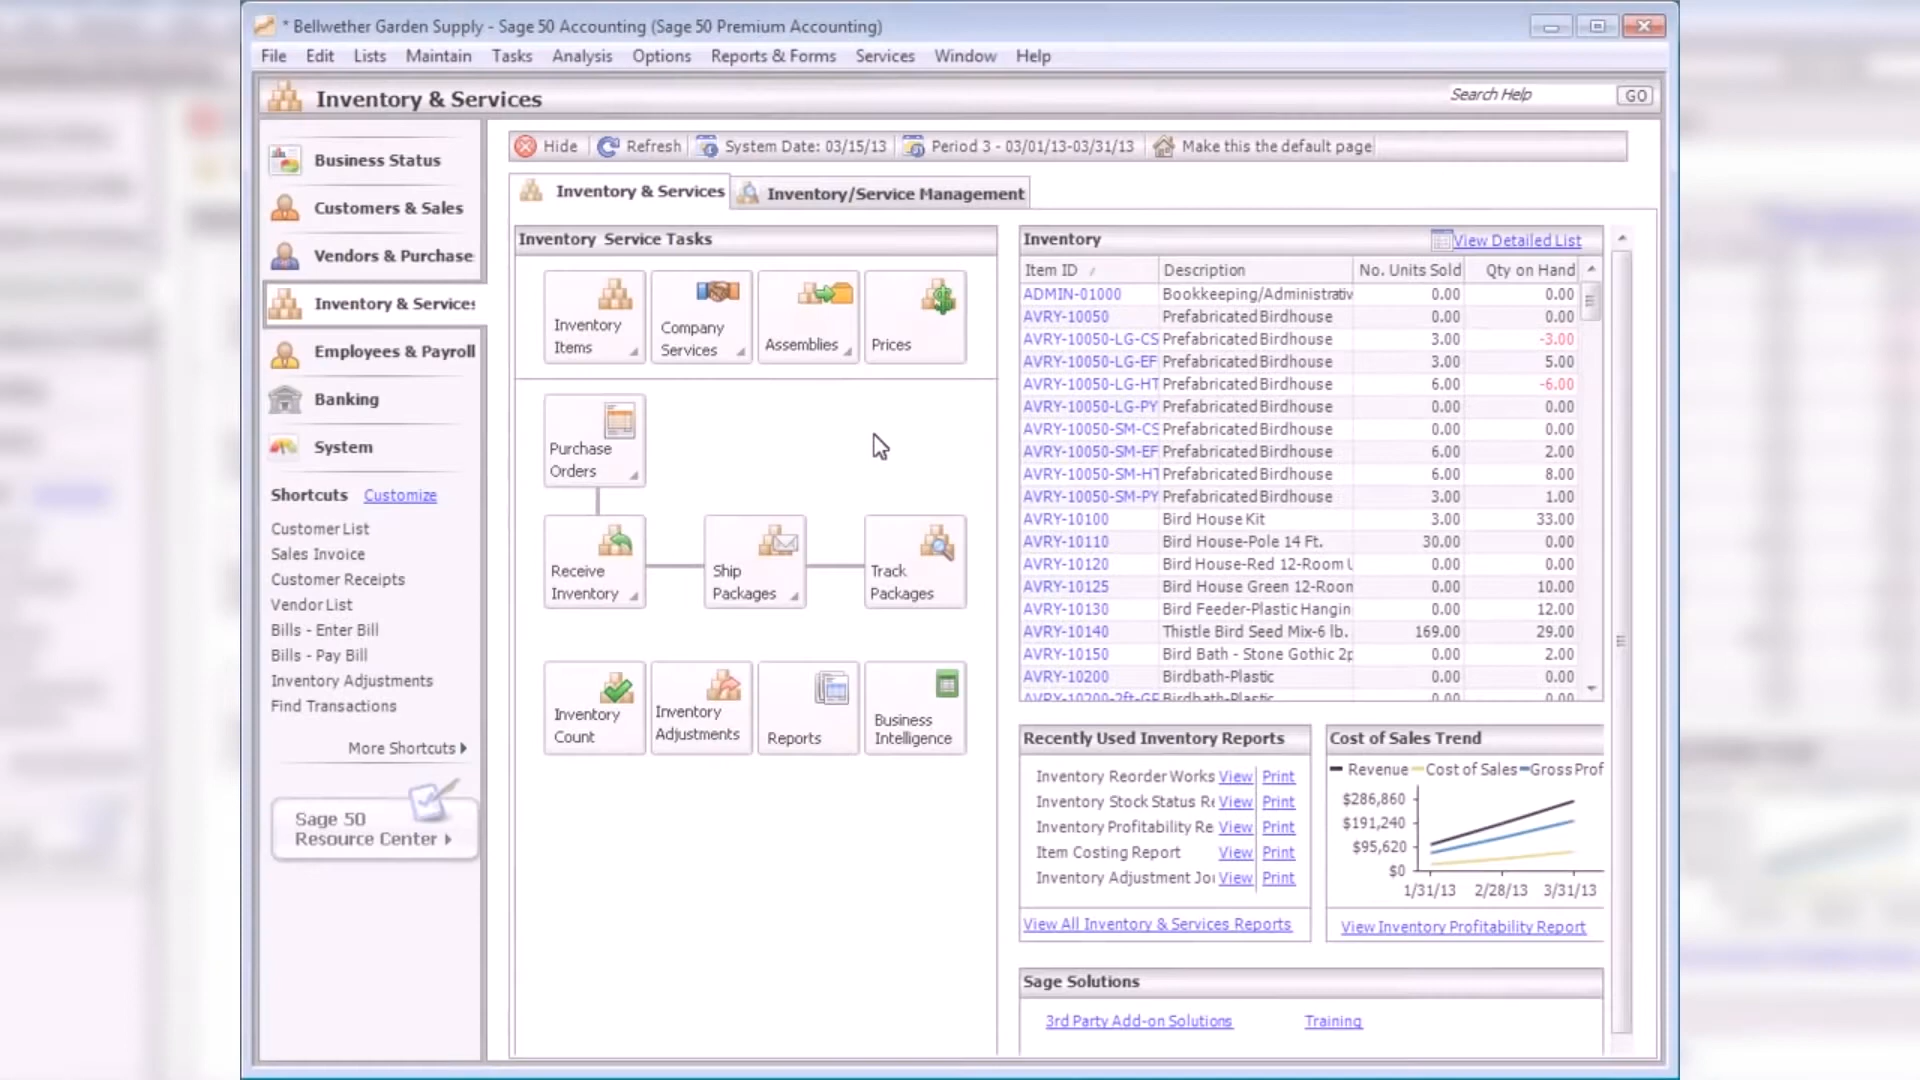 * Bellwether Garden Supply - Sage 50 Accounting (Sage 50 Premium Accounting)
File Edit Lists Maintain Tasks Analysis Options Reports & Forms Services Window Help
Inventory & Services
Search Help GO
Business Status
Customers & Sales
Vendors & Purchase
Inventory & Services
Employees & Payroll
Banking
System
Shortcuts Customize
Customer List
Sales Invoice
Customer Receipts
Vendor List
Bills - Enter Bill
Bills - Pay Bill
Inventory Adjustments
Find Transactions
More Shortcuts
Sage 50
Resource Center
Hide Refresh System Date: 03/15/13 Period 3 - 03/01/13-03/31/13 Make this the default page
Inventory & Services Inventory/Service Management
Inventory Service Tasks
Inventory
Items
Company
Services
Assemblies
Prices
Purchase
Orders
Receive
Inventory
Ship
Packages
Track
Packages
Inventory
Count
Inventory
Adjustments
Reports
Business
Intelligence
Inventory View Detailed List
Item ID / Description No. Units Sold Qty on Hand
ADMIN-01000 Bookkeeping/Administrativ 0.00 0.00
AVRY-10050 Prefabricated Birdhouse 0.00 0.00
AVRY-10050-LG-CS Prefabricated Birdhouse 3.00 -3.00
AVRY-10050-LG-EF Prefabricated Birdhouse 3.00 5.00
AVRY-10050-LG-HT Prefabricated Birdhouse 6.00 -6.00
AVRY-10050-LG-PY Prefabricated Birdhouse 0.00 0.00
AVRY-10050-SM-CS Prefabricated Birdhouse 0.00 0.00
AVRY-10050-SM-EF Prefabricated Birdhouse 6.00 2.00
AVRY-10050-SM-HT Prefabricated Birdhouse 6.00 8.00
AVRY-10050-SM-PY Prefabricated Birdhouse 3.00 1.00
AVRY-10100 Bird House Kit 3.00 33.00
AVRY-10110 Bird House-Pole 14 Ft. 30.00 0.00
AVRY-10120 Bird House-Red 12-Room U 0.00 0.00
AVRY-10125 Bird House Green 12-Room 0.00 10.00
AVRY-10130 Bird Feeder-Plastic Hangin 0.00 12.00
AVRY-10140 Thistle Bird Seed Mix-6 lb. 169.00 29.00
AVRY-10150 Bird Bath - Stone Gothic 2p 0.00 2.00
AVRY-10200 Birdbath-Plastic 0.00 0.00
AVRY-10200-2ft-GF Birdbath-Plastic 0.00 0.00
Recently Used Inventory Reports
Inventory Reorder Works View Print
Inventory Stock Status Re View Print
Inventory Profitability Re View Print
Item Costing Report View Print
Inventory Adjustment Jou View Print
View All Inventory & Services Reports
Cost of Sales Trend
Revenue Cost of Sales Gross Prof
$286,860
$191,240
$95,620
$0
1/31/13 2/28/13 3/31/13
View Inventory Profitability Report
Sage Solutions
3rd Party Add-on Solutions Training